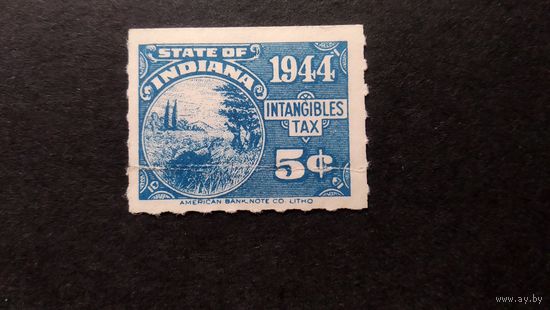 STATE OF
INDIANA
1944
INTANGIBLES
TAX
5¢
AMERICAN BANK NOTE CO. LITHO
www.ay.by